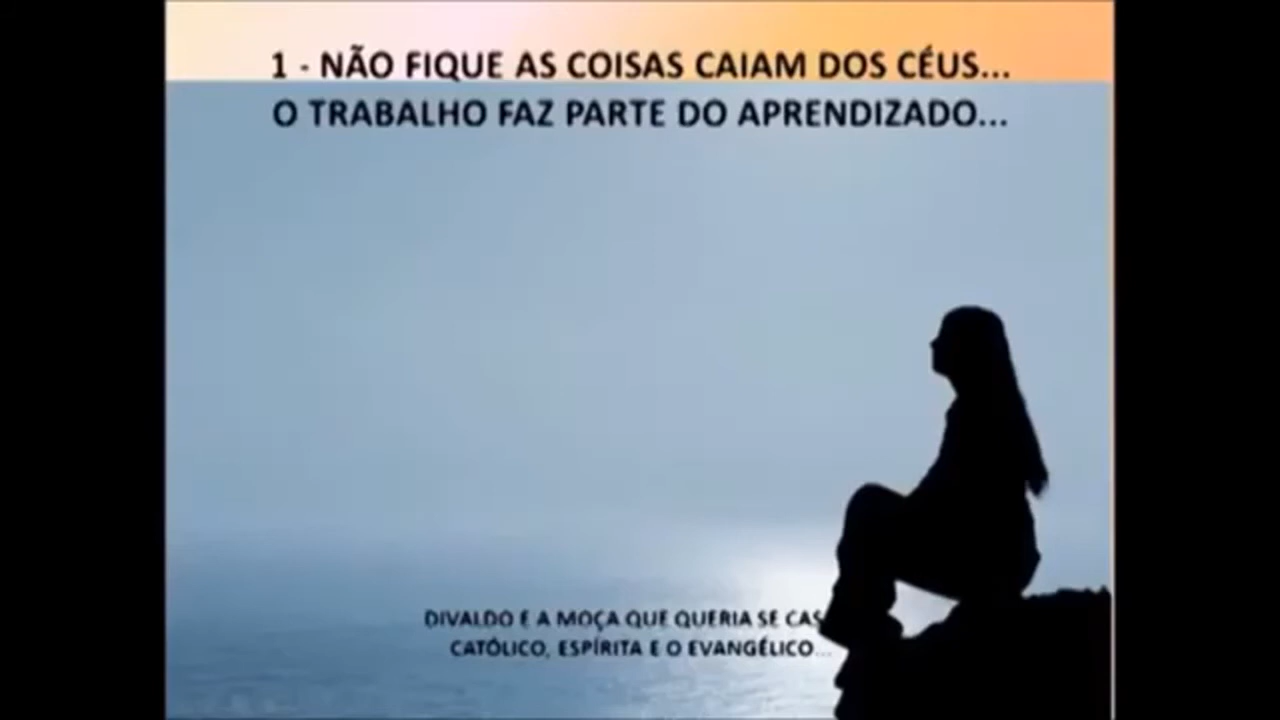 1 - NÃO FIQUE AS COISAS CAIAM DOS CÉUS...
O TRABALHO FAZ PARTE DO APRENDIZADO...
DIVALDO E A MOÇA QUE QUERIA SE
CATÓLICO, ESPÍRITA E O EVANGÉLICO...